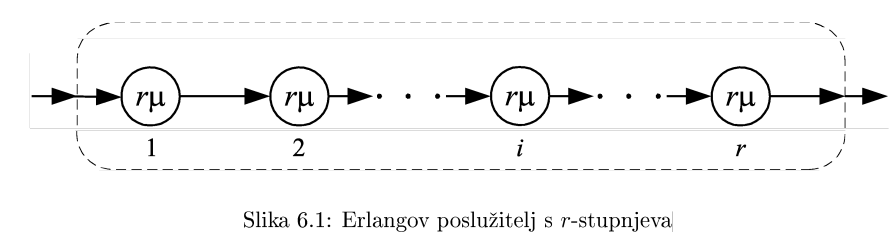 rμ rμ · · · rμ · · · rμ
1 2 i r
Slika 6.1: Erlangov poslužitelj s r-stupnjeva